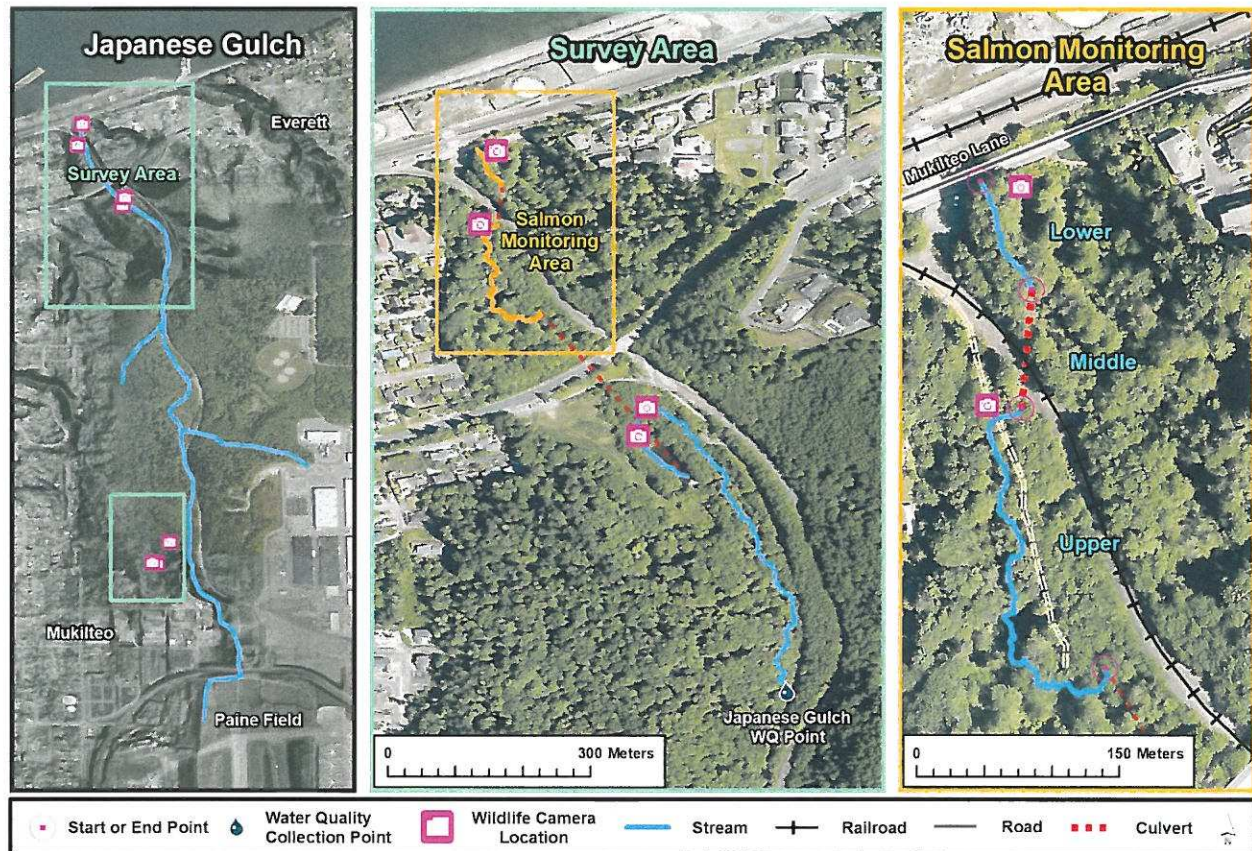 Japanese Gulch
Everett
Survey Area
Mukilteo
Paine Field
Survey Area
Salmon
Monitoring
Area
Japanese Gulch
WQ Point
0
300 Meters
Salmon Monitoring
Area
Mukilteo Lane
Lower
Middle
Upper
0
150 Meters
Start or End Point
Water Quality
Collection Point
Wildlife Camera
Location
Stream
Railroad
Road
Culvert
N